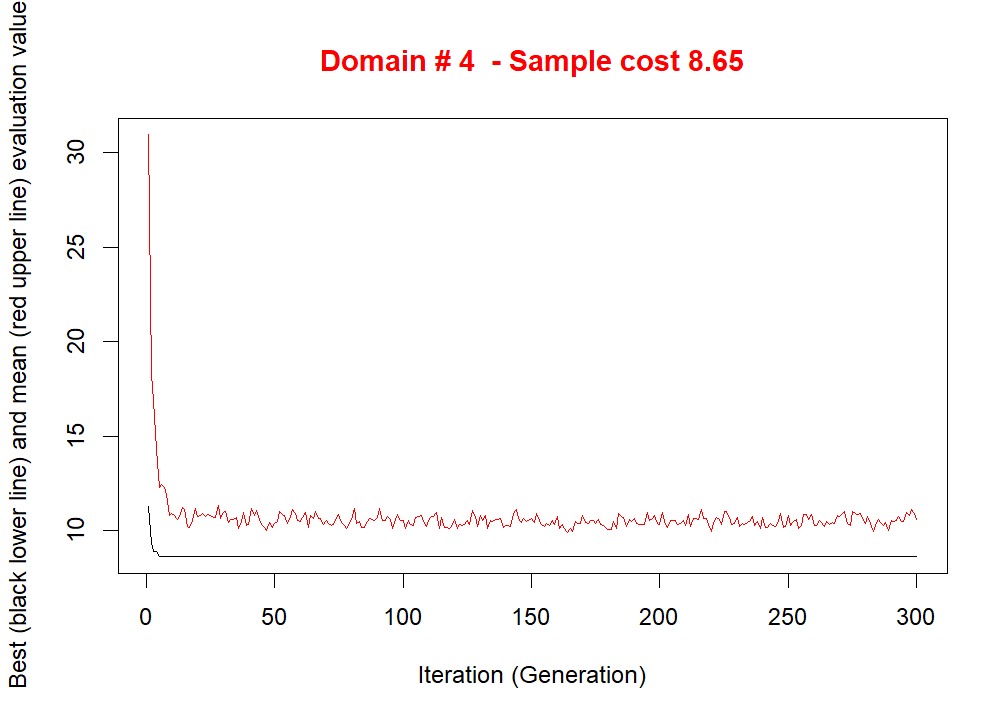 Domain # 4  - Sample cost 8.65
Best (black lower line) and mean (red upper line) evaluation value
30
25
20
15
10
0 50 100 150 200 250 300
Iteration (Generation)